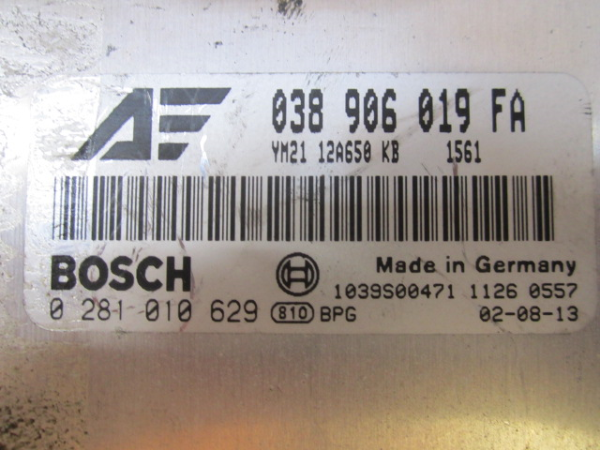 AF 038 906 019 FA
YM21 12A650 KB 1561
BOSCH Made in Germany
1039S00471 1126 0557
0 281 010 629 810 BPG 02-08-13